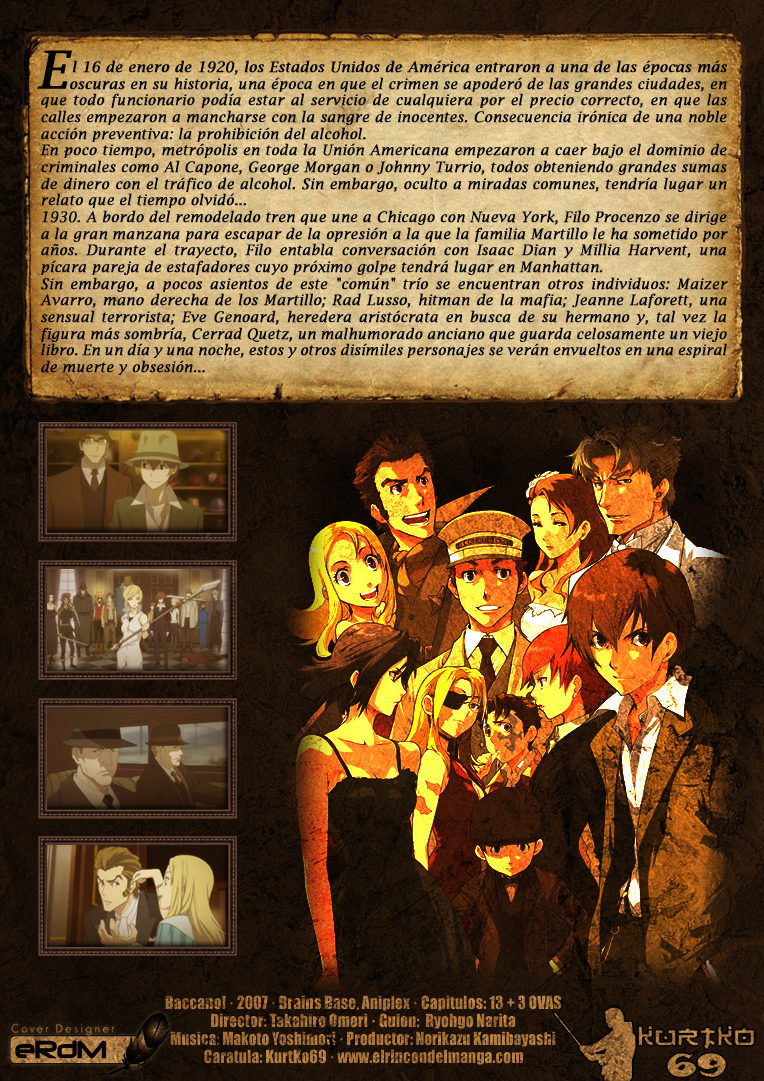 El 16 de enero de 1920, los Estados Unidos de América entraron a una de las épocas más
oscuras en su historia, una época en que el crimen se apoderó de las grandes ciudades, en
que todo funcionario podía estar al servicio de cualquiera por el precio correcto, en que las
calles empezaron a mancharse con la sangre de inocentes. Consecuencia irónica de una noble
acción preventiva: la prohibición del alcohol.
En poco tiempo, metrópolis en toda la Unión Americana empezaron a caer bajo el dominio de
criminales como Al Capone, George Morgan o Johnny Turrio, todos obteniendo grandes sumas
de dinero con el tráfico de alcohol. Sin embargo, oculto a miradas comunes, tendría lugar un
relato que el tiempo olvidó...
1930. A bordo del remodelado tren que une a Chicago con Nueva York, Filo Procenzo se dirige
a la gran manzana para escapar de la opresión a la que la familia Martillo le ha sometido por
años. Durante el trayecto, Filo entabla conversación con Isaac Dian y Millia Harvent, una
pícara pareja de estafadores cuyo próximo golpe tendrá lugar en Manhattan.
Sin embargo, a pocos asientos de este "común" trío se encuentran otros individuos: Maizer
Avarro, mano derecha de los Martillo; Rad Lusso, hitman de la mafia; Jeanne Laforett, una
sensual terrorista; Eve Genoard, heredera aristócrata en busca de su hermano y, tal vez la
figura más sombría, Cerrad Quetz, un malhumorado anciano que guarda celosamente un viejo
libro. En un día y una noche, estos y otros disímiles personajes se verán envueltos en una espiral
de muerte y obsesión...
Baccano! · 2007 · Brains Base, Aniplex · Capitulos: 13 + 3 OVAS
Director: Takahiro Omori · Guion: Ryohgo Narita
Musica: Makoto Yoshimori · Productor: Norikazu Kamibayashi
Caratula: Kurtko69 · www.elrincondelmanga.com
Cover Designer
eRdM
KURTKO
69